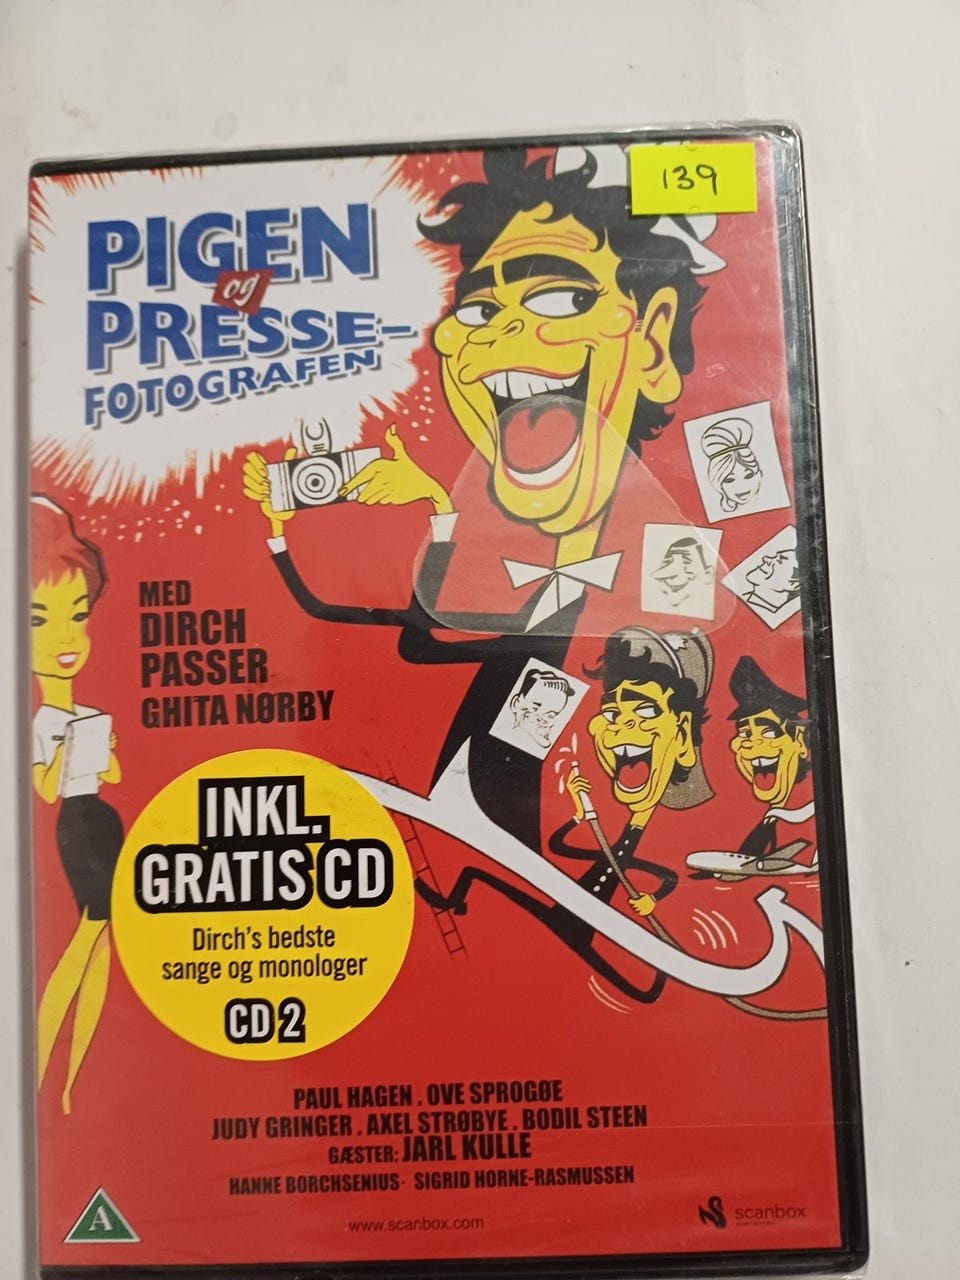 139
PIGEN
og
PRESSE-
FOTOGRAFEN
MED
DIRCH
PASSER
GHITA NØRBY
INKL.
GRATIS CD
Dirch's bedste
sange og monologer
CD 2
PAUL HAGEN . OVE SPROGØE
JUDY GRINGER . AXEL STRØBYE . BODIL STEEN
GÆSTER: JARL KULLE
HANNE BORCHSENIUS · SIGRID HORNE-RASMUSSEN
A
www.scanbox.com
scanbox